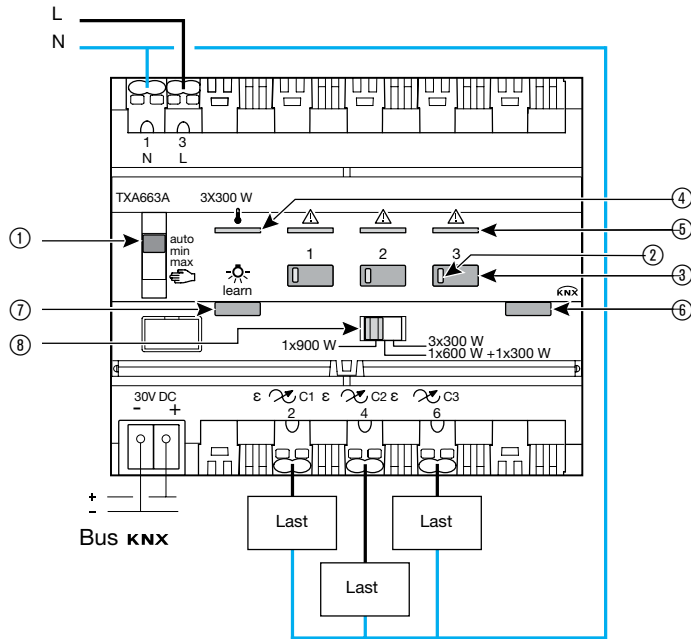 L
N
1 3
N L
TXA663A 3X300 W
④
⑤
①
auto
min
max
1 2 3
②
③
learn
KNX
⑦
⑥
⑧
1x900 W 3x300 W
1x600 W +1x300 W
30V DC
- +
ε C1 ε C2 ε C3
2 4 6
+
-
Last Last
Bus KNX
Last